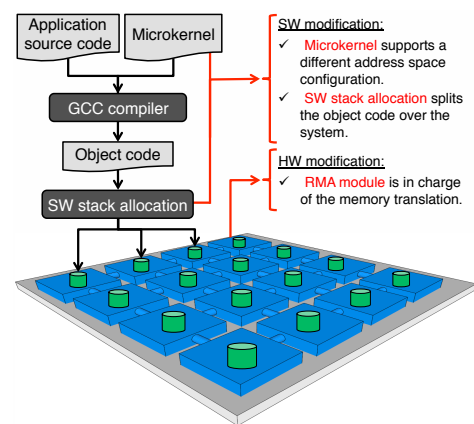 Application
source code
Microkernel
GCC compiler
Object code
SW stack allocation
SW modification:
✓ Microkernel supports a
different address space
configuration.
✓ SW stack allocation splits
the object code over the
system.
HW modification:
✓ RMA module is in charge
of the memory translation.